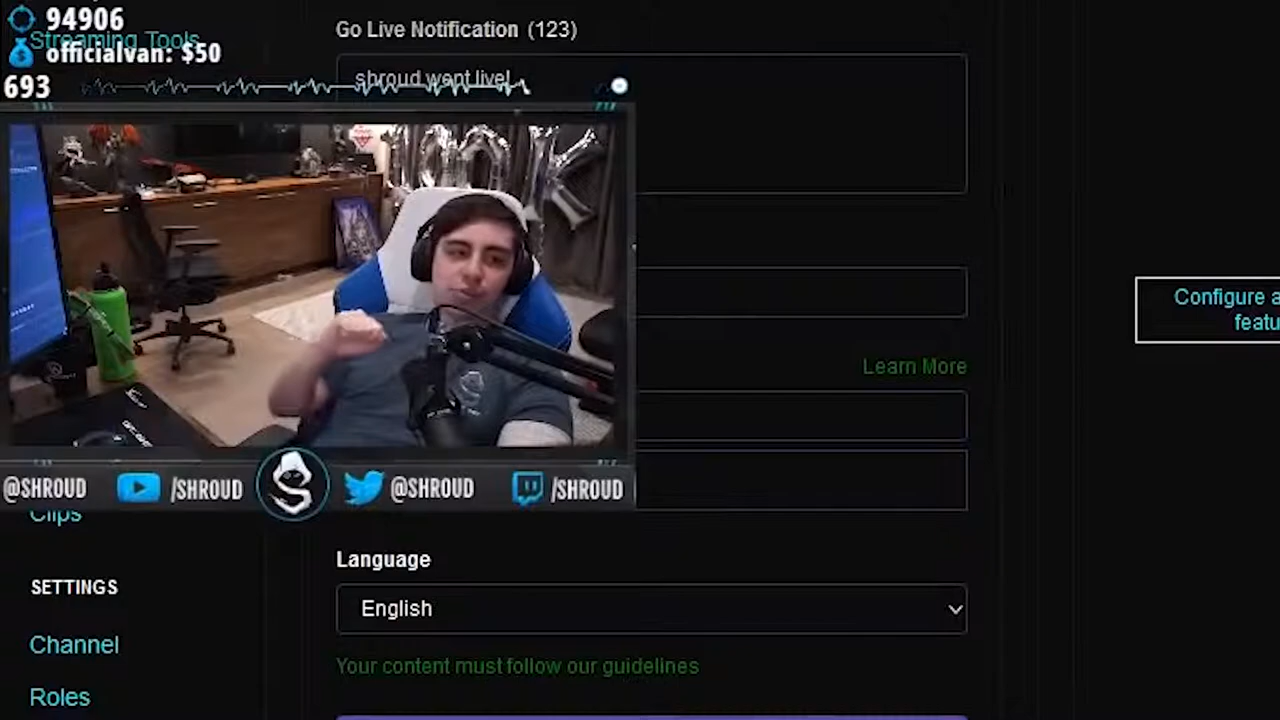 94906
Streaming Tools
officialvan: $50
693
Go Live Notification (123)
shroud went live!
Configure a
featu
Learn More
@SHROUD
/SHROUD
@SHROUD
/SHROUD
Clips
SETTINGS
Channel
Roles
Language
English
Your content must follow our guidelines